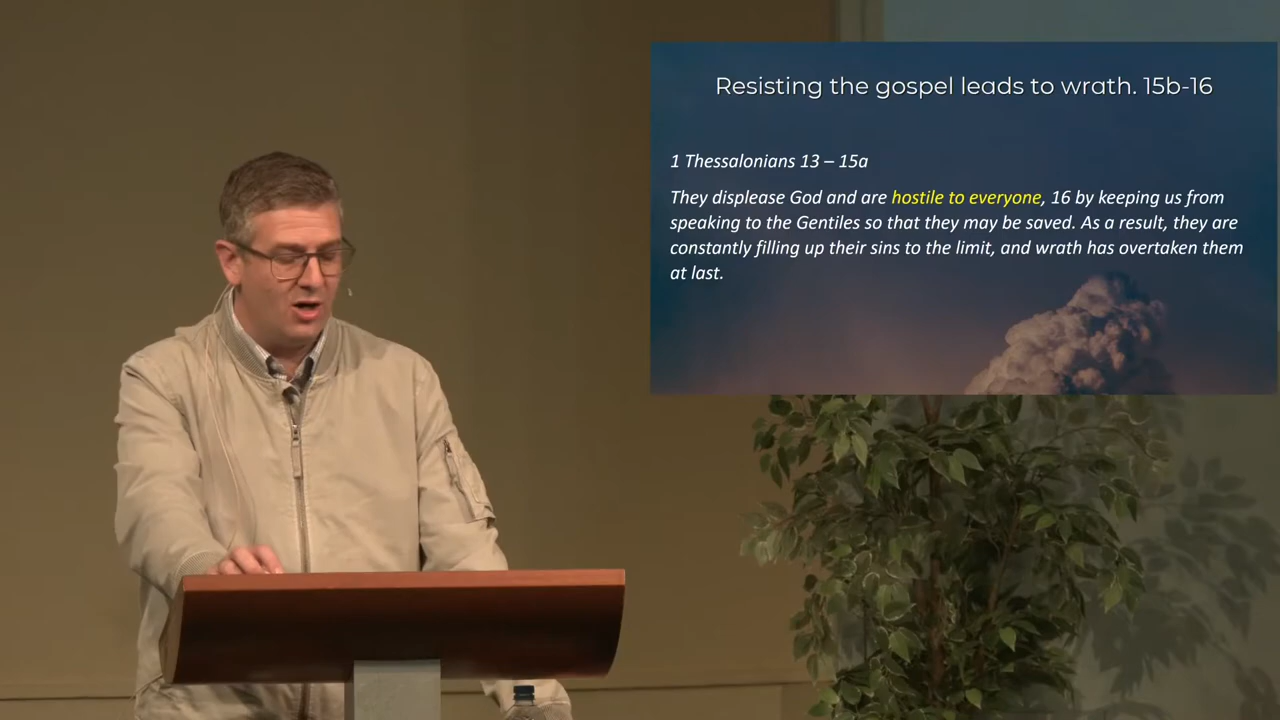 Resisting the gospel leads to wrath. 15b-16
1 Thessalonians 13 – 15a
They displease God and are hostile to everyone, 16 by keeping us from
speaking to the Gentiles so that they may be saved. As a result, they are
constantly filling up their sins to the limit, and wrath has overtaken them
at last.